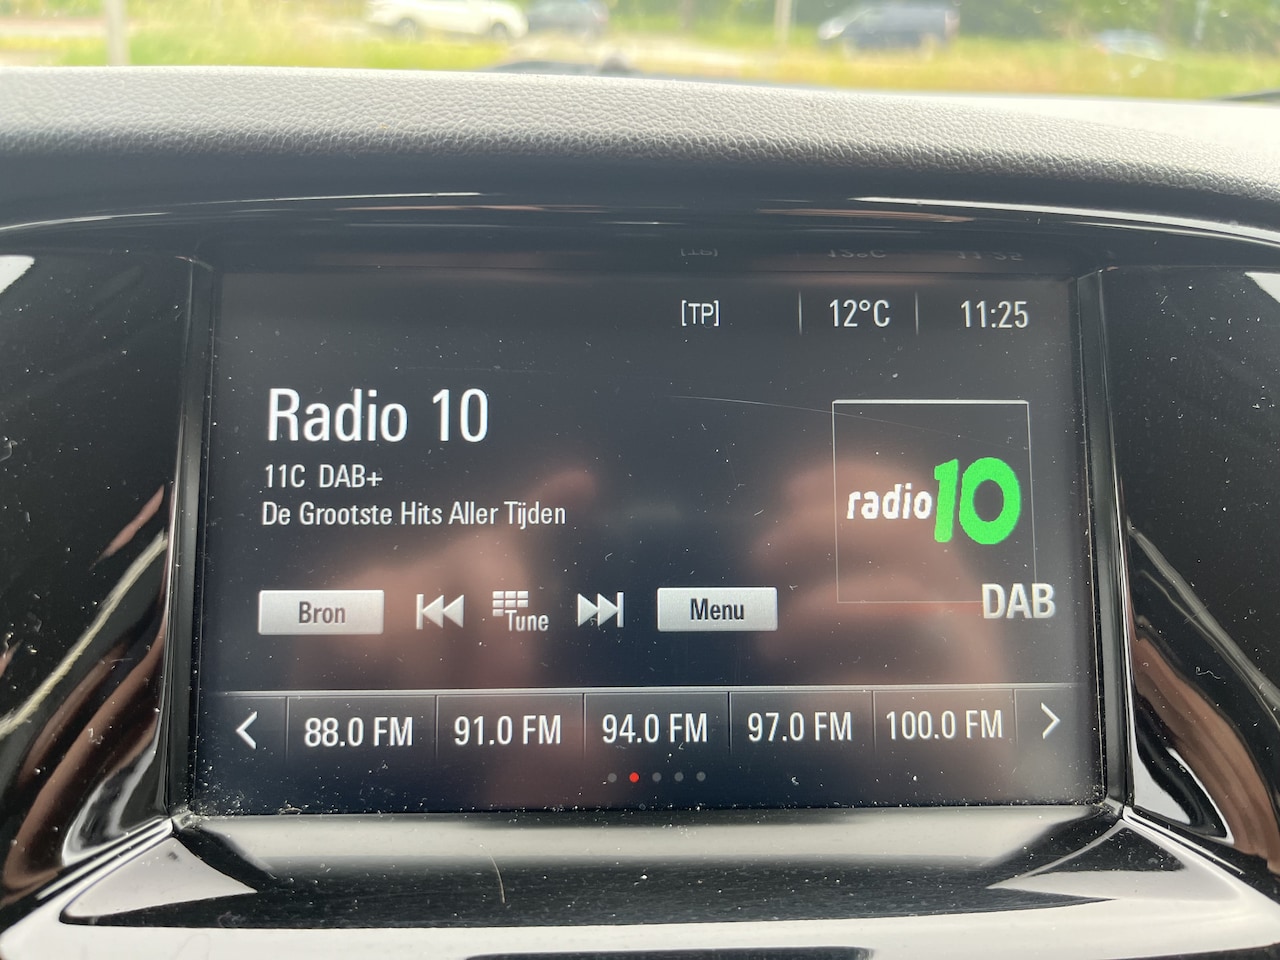 [TP] 12°C 11:25
Radio 10
11C DAB+
De Grootste Hits Aller Tijden
radio10
DAB
Bron Tune Menu
88.0 FM 91.0 FM 94.0 FM 97.0 FM 100.0 FM